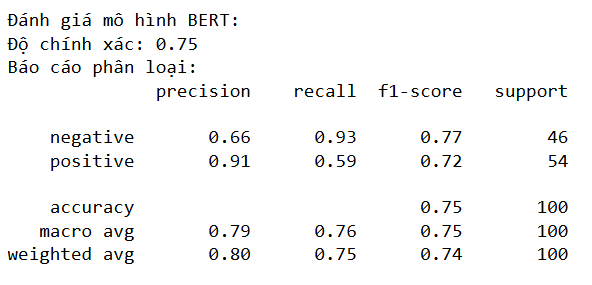 Đánh giá mô hình BERT:
Độ chính xác: 0.75
Báo cáo phân loại:
precision recall f1-score support
negative 0.66 0.93 0.77 46
positive 0.91 0.59 0.72 54
accuracy 0.75 100
macro avg 0.79 0.76 0.75 100
weighted avg 0.80 0.75 0.74 100